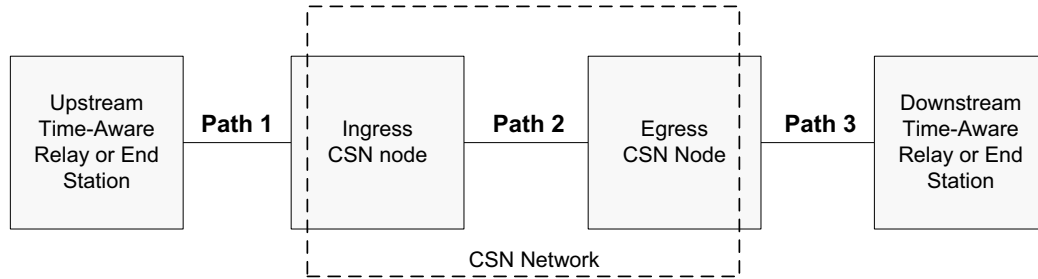 Upstream
Time-Aware
Relay or End
Station
Path 1
Ingress
CSN node
Path 2
Egress
CSN Node
Path 3
Downstream
Time-Aware
Relay or End
Station
CSN Network